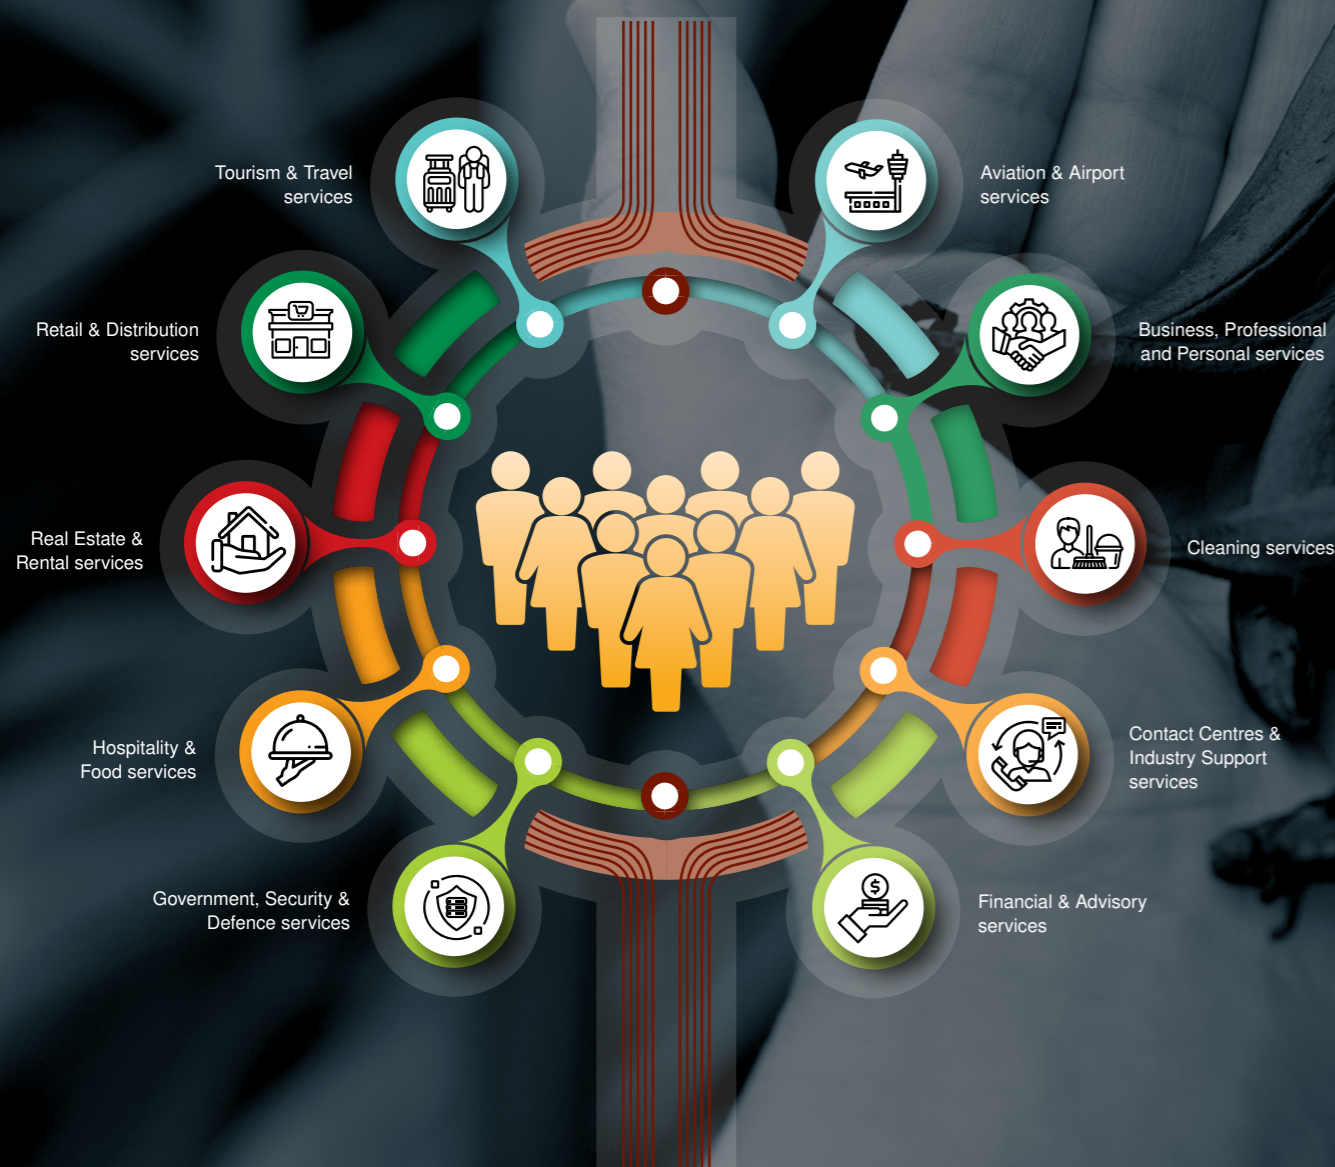 Tourism & Travel
services
Aviation & Airport
services
Retail & Distribution
services
Business, Professional
and Personal services
Real Estate &
Rental services
Cleaning services
Hospitality &
Food services
Contact Centres &
Industry Support
services
Government, Security &
Defence services
Financial & Advisory
services
$